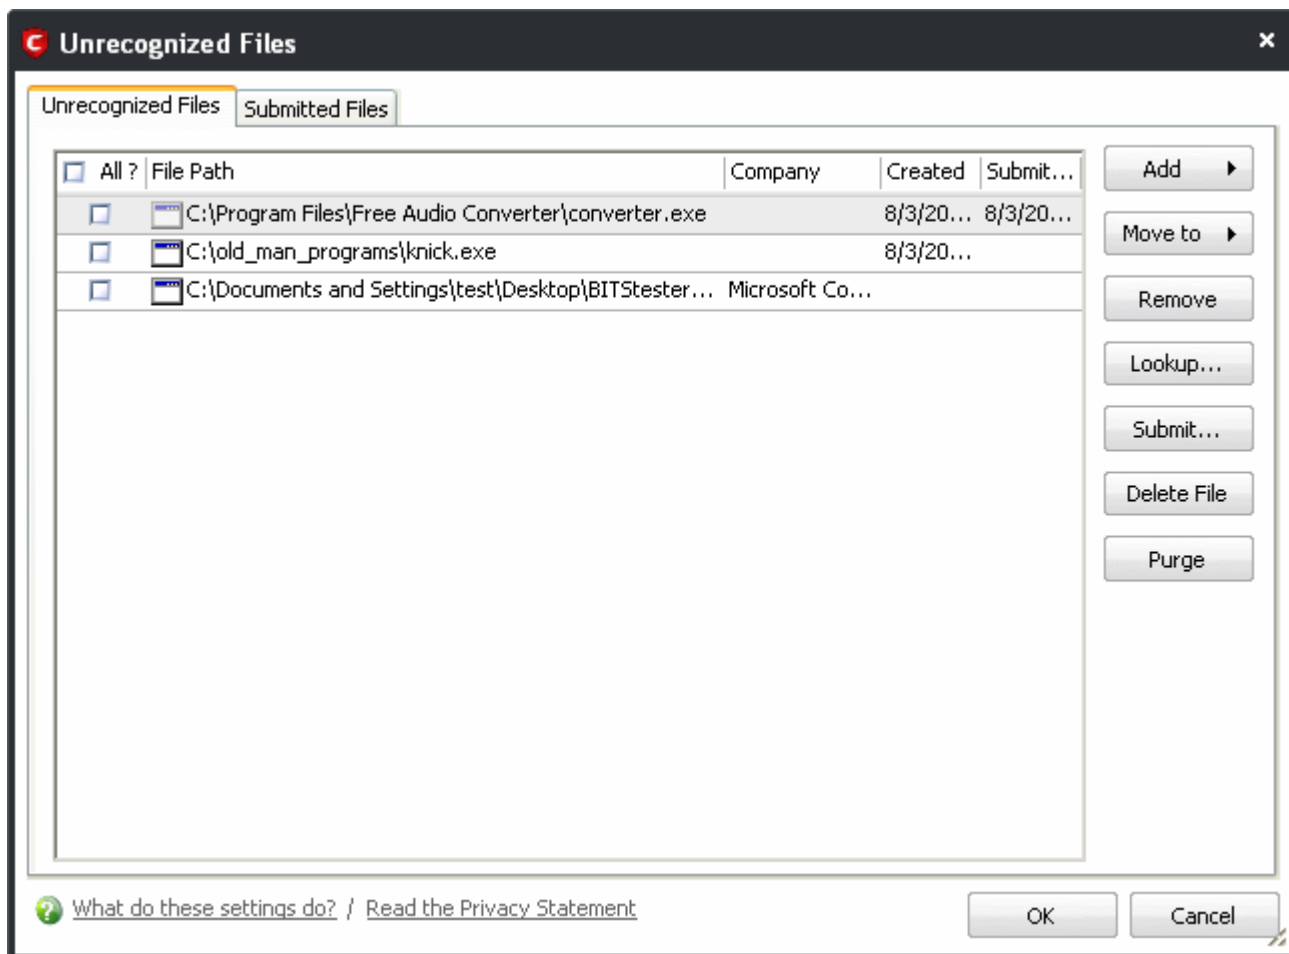 C Unrecognized Files ×
Unrecognized Files Submitted Files
All ? File Path Company Created Submit...
C:\Program Files\Free Audio Converter\converter.exe 8/3/20... 8/3/20...
C:\old_man_programs\knick.exe 8/3/20...
C:\Documents and Settings\test\Desktop\BITStester... Microsoft Co...
Add
Move to
Remove
Lookup...
Submit...
Delete File
Purge
What do these settings do? / Read the Privacy Statement
OK Cancel